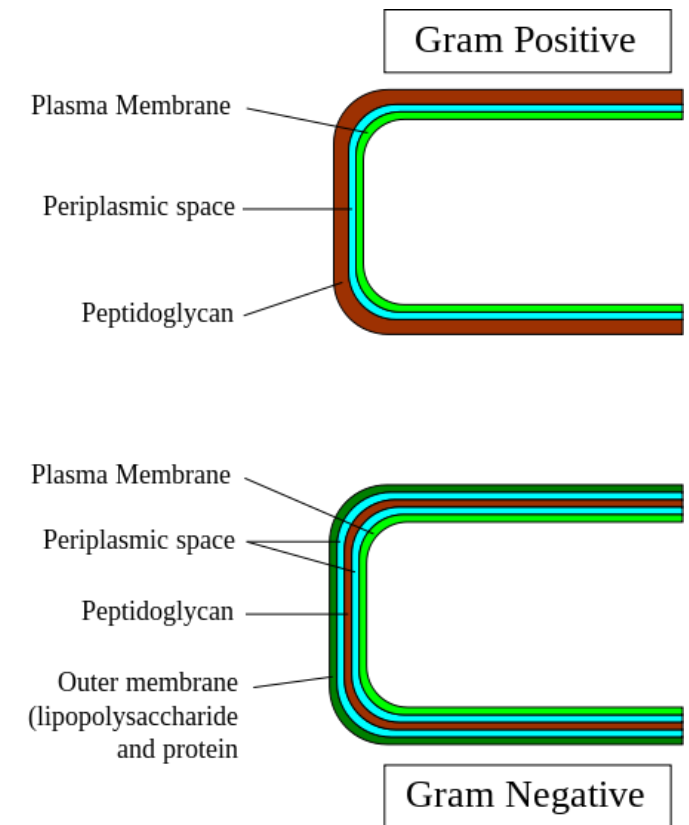 Gram Positive
Plasma Membrane
Periplasmic space
Peptidoglycan
Plasma Membrane
Periplasmic space
Peptidoglycan
Outer membrane
(lipopolysaccharide
and protein
Gram Negative